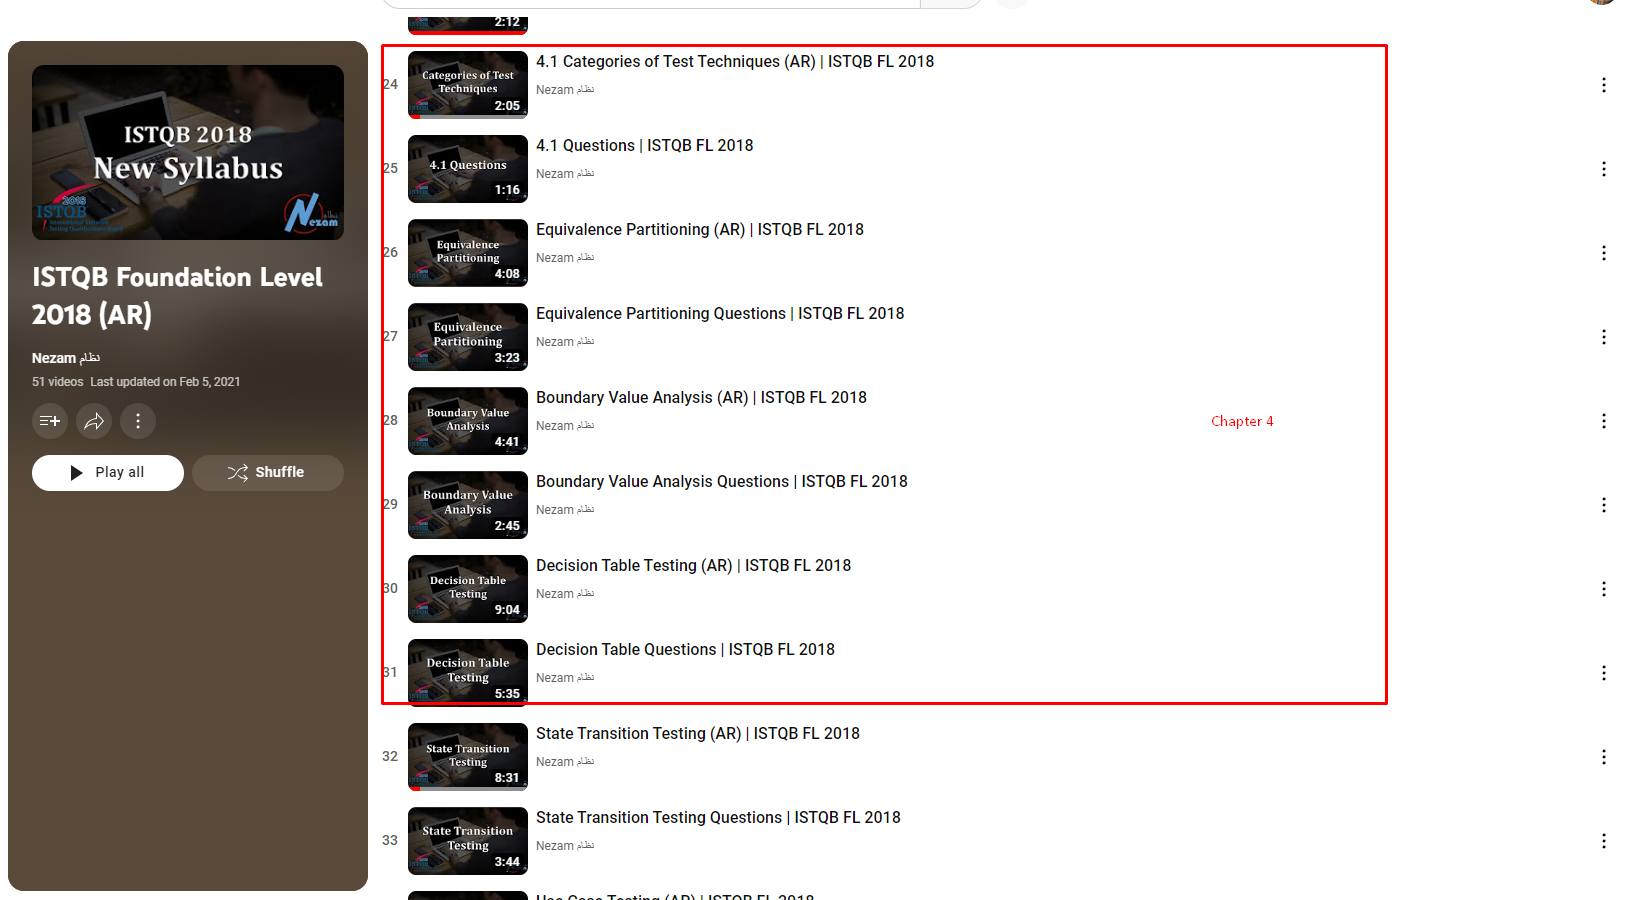 2:12
ISTQB 2018
New Syllabus
2018
ISTQB
Nezam
ISTQB Foundation Level
2018 (AR)
Nezam نظام
51 videos Last updated on Feb 5, 2021
Play all
Shuffle
24
Categories of Test
Techniques
2:05
4.1 Categories of Test Techniques (AR) | ISTQB FL 2018
Nezam نظام
25
4.1 Questions
1:16
4.1 Questions | ISTQB FL 2018
Nezam نظام
26
Equivalence
Partitioning
4:08
Equivalence Partitioning (AR) | ISTQB FL 2018
Nezam نظام
27
Equivalence
Partitioning
3:23
Equivalence Partitioning Questions | ISTQB FL 2018
Nezam نظام
28
Boundary Value
Analysis
4:41
Boundary Value Analysis (AR) | ISTQB FL 2018
Nezam نظام
Chapter 4
29
Boundary Value
Analysis
2:45
Boundary Value Analysis Questions | ISTQB FL 2018
Nezam نظام
30
Decision Table
Testing
9:04
Decision Table Testing (AR) | ISTQB FL 2018
Nezam نظام
31
Decision Table
Testing
5:35
Decision Table Questions | ISTQB FL 2018
Nezam نظام
32
State Transition
Testing
8:31
State Transition Testing (AR) | ISTQB FL 2018
Nezam نظام
33
State Transition
Testing
3:44
State Transition Testing Questions | ISTQB FL 2018
Nezam نظام
Use Case Testing (AR) | ISTQB FL 2018